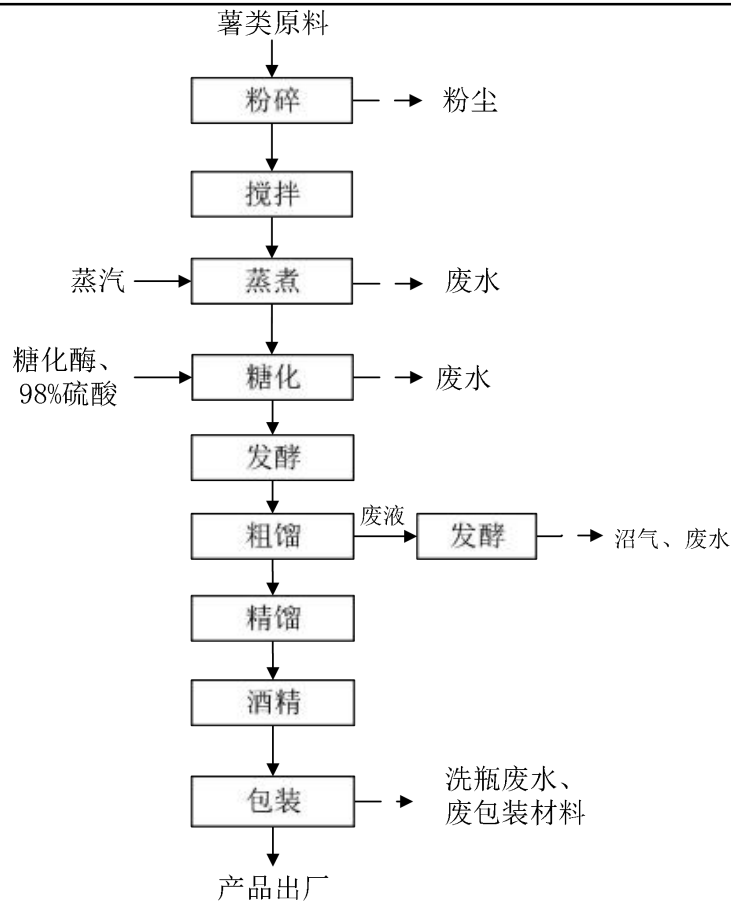 薯类原料
粉碎
粉尘
搅拌
蒸汽
蒸煮
废水
糖化酶、
98%硫酸
糖化
废水
发酵
粗馏
废液
发酵
沼气、废水
精馏
酒精
包装
洗瓶废水、
废包装材料
产品出厂